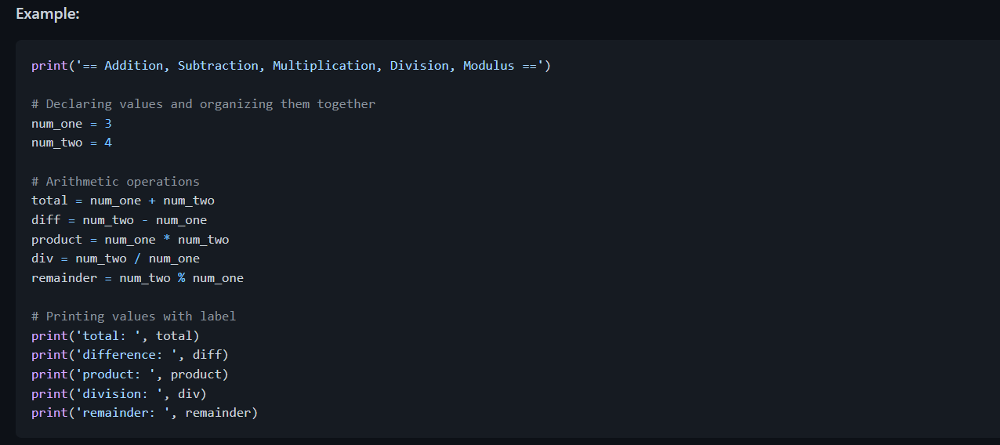 Example:
print('== Addition, Subtraction, Multiplication, Division, Modulus ==')
# Declaring values and organizing them together
num_one = 3
num_two = 4
# Arithmetic operations
total = num_one + num_two
diff = num_two - num_one
product = num_one * num_two
div = num_two / num_one
remainder = num_two % num_one
# Printing values with label
print('total: ', total)
print('difference: ', diff)
print('product: ', product)
print('division: ', div)
print('remainder: ', remainder)